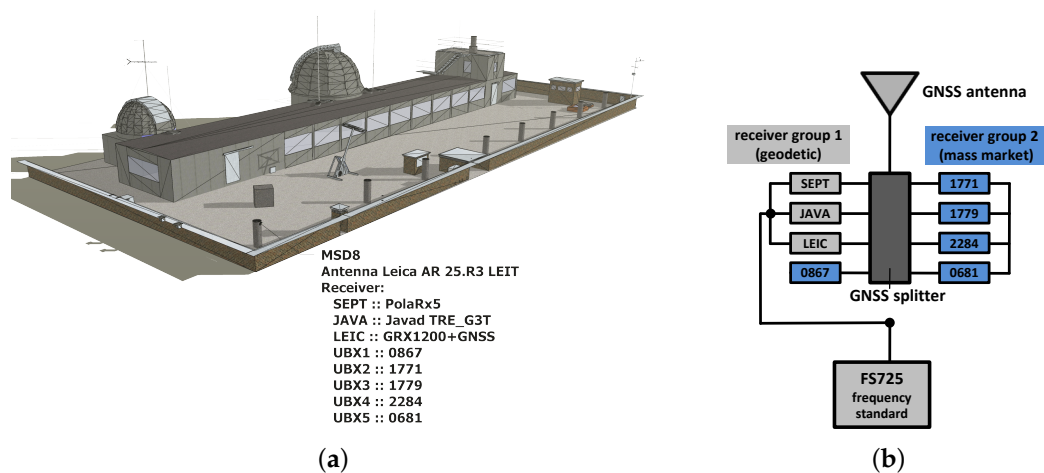 MSD8
Antenna Leica AR 25.R3 LEIT
Receiver:
SEPT :: PolaRx5
JAVA :: Javad TRE_G3T
LEIC :: GRX1200+GNSS
UBX1 :: 0867
UBX2 :: 1771
UBX3 :: 1779
UBX4 :: 2284
UBX5 :: 0681
(a)
GNSS antenna
receiver group 1
(geodetic)
receiver group 2
(mass market)
SEPT
1771
JAVA
1779
LEIC
2284
0867
0681
GNSS splitter
FS725
frequency
standard
(b)